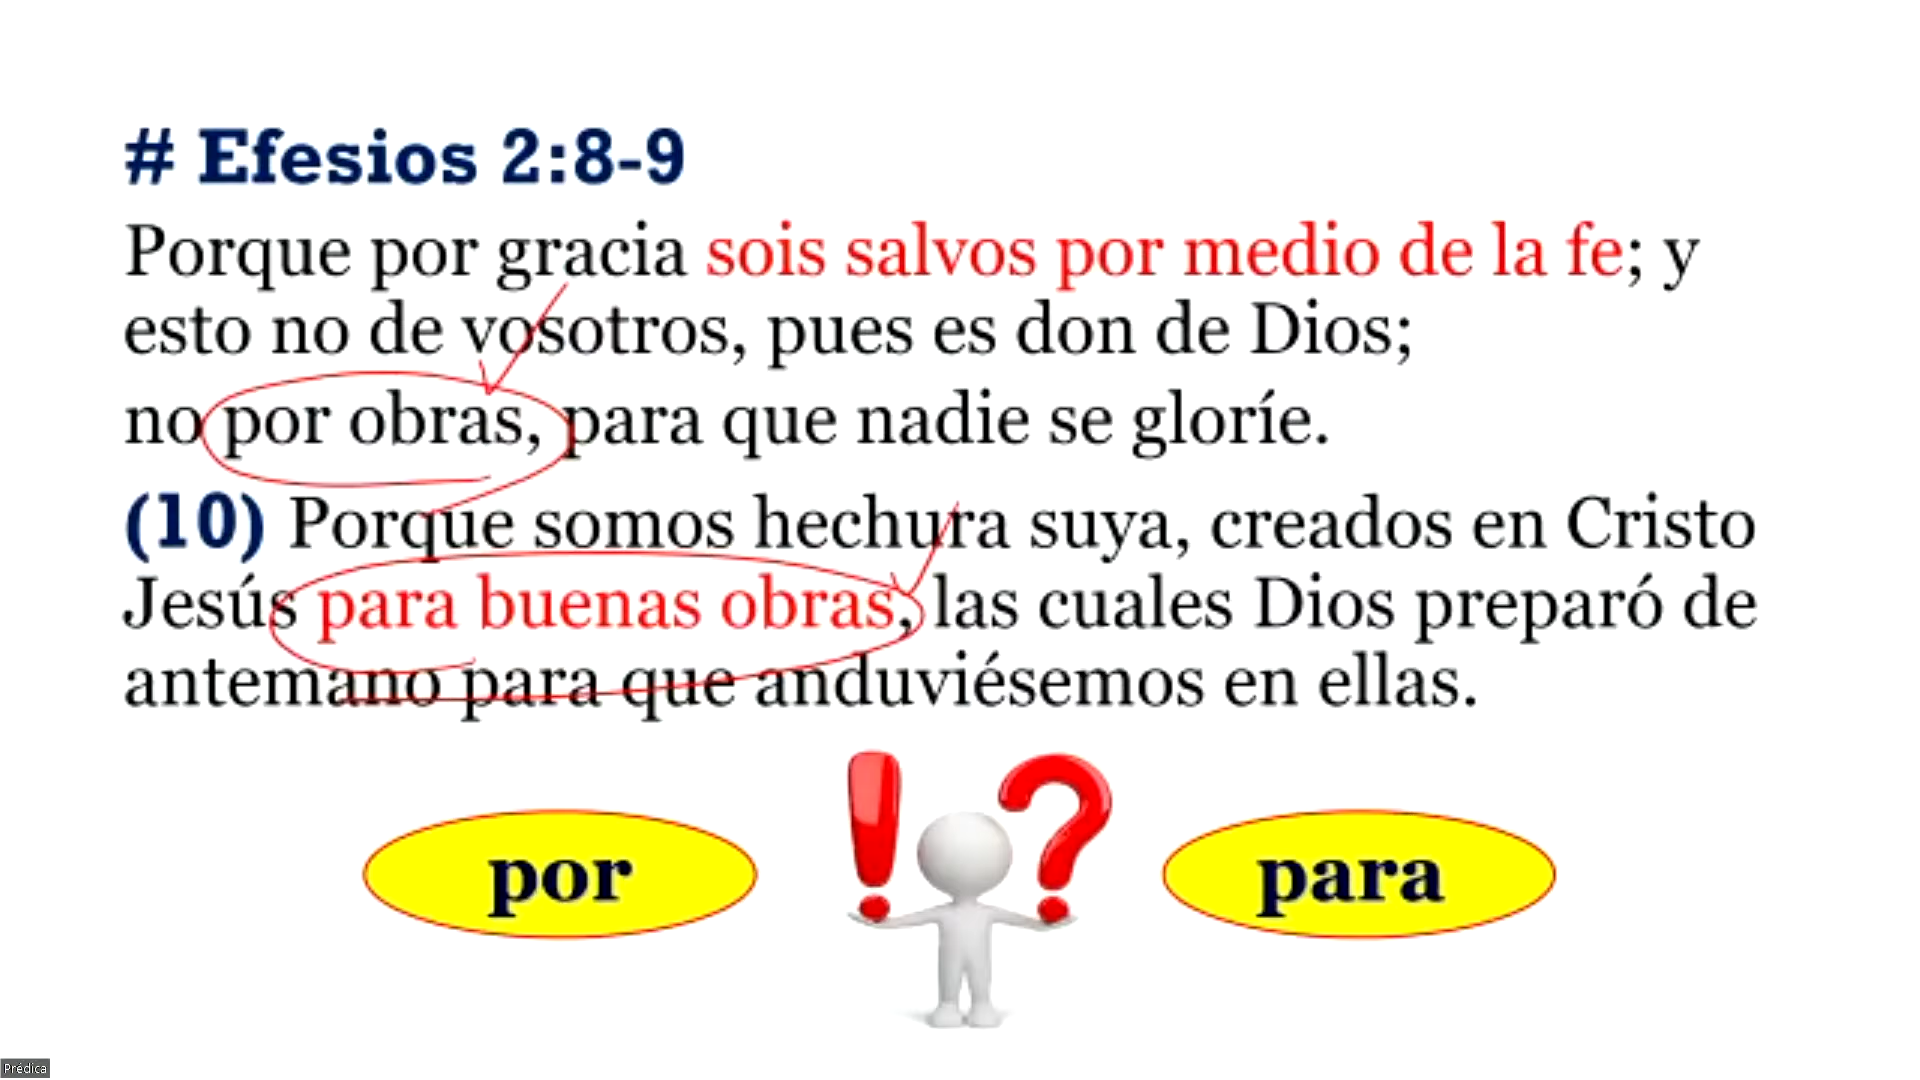 # Efesios 2:8-9
Porque por gracia sois salvos por medio de la fe; y
esto no de vosotros, pues es don de Dios;
no por obras, para que nadie se gloríe.
(10) Porque somos hechura suya, creados en Cristo
Jesús para buenas obras, las cuales Dios preparó de
antemano para que anduviésemos en ellas.
por
! ?
para
Prédica